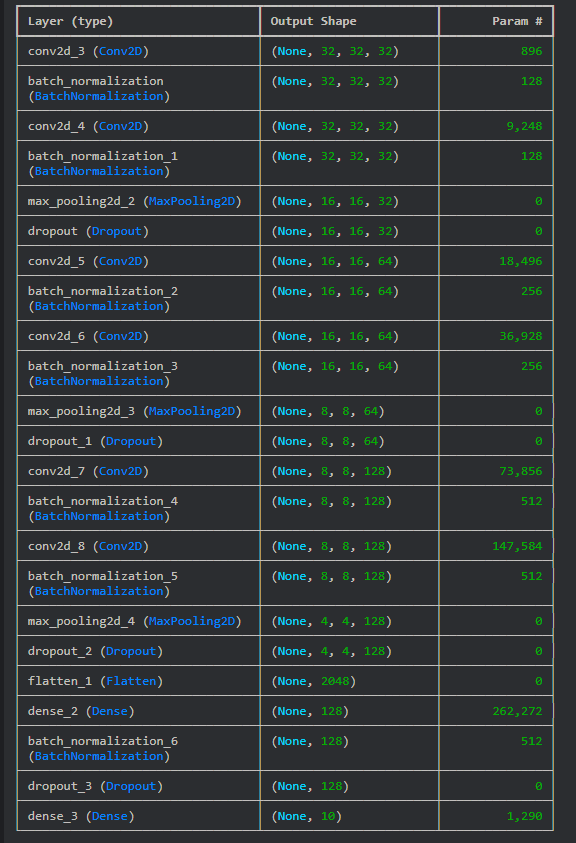 Layer (type) Output Shape Param #
conv2d_3 (Conv2D) (None, 32, 32, 32) 896
batch_normalization (None, 32, 32, 32) 128
(BatchNormalization)
conv2d_4 (Conv2D) (None, 32, 32, 32) 9,248
batch_normalization_1 (None, 32, 32, 32) 128
(BatchNormalization)
max_pooling2d_2 (MaxPooling2D) (None, 16, 16, 32) 0
dropout (Dropout) (None, 16, 16, 32) 0
conv2d_5 (Conv2D) (None, 16, 16, 64) 18,496
batch_normalization_2 (None, 16, 16, 64) 256
(BatchNormalization)
conv2d_6 (Conv2D) (None, 16, 16, 64) 36,928
batch_normalization_3 (None, 16, 16, 64) 256
(BatchNormalization)
max_pooling2d_3 (MaxPooling2D) (None, 8, 8, 64) 0
dropout_1 (Dropout) (None, 8, 8, 64) 0
conv2d_7 (Conv2D) (None, 8, 8, 128) 73,856
batch_normalization_4 (None, 8, 8, 128) 512
(BatchNormalization)
conv2d_8 (Conv2D) (None, 8, 8, 128) 147,584
batch_normalization_5 (None, 8, 8, 128) 512
(BatchNormalization)
max_pooling2d_4 (MaxPooling2D) (None, 4, 4, 128) 0
dropout_2 (Dropout) (None, 4, 4, 128) 0
flatten_1 (Flatten) (None, 2048) 0
dense_2 (Dense) (None, 128) 262,272
batch_normalization_6 (None, 128) 512
(BatchNormalization)
dropout_3 (Dropout) (None, 128) 0
dense_3 (Dense) (None, 10) 1,290